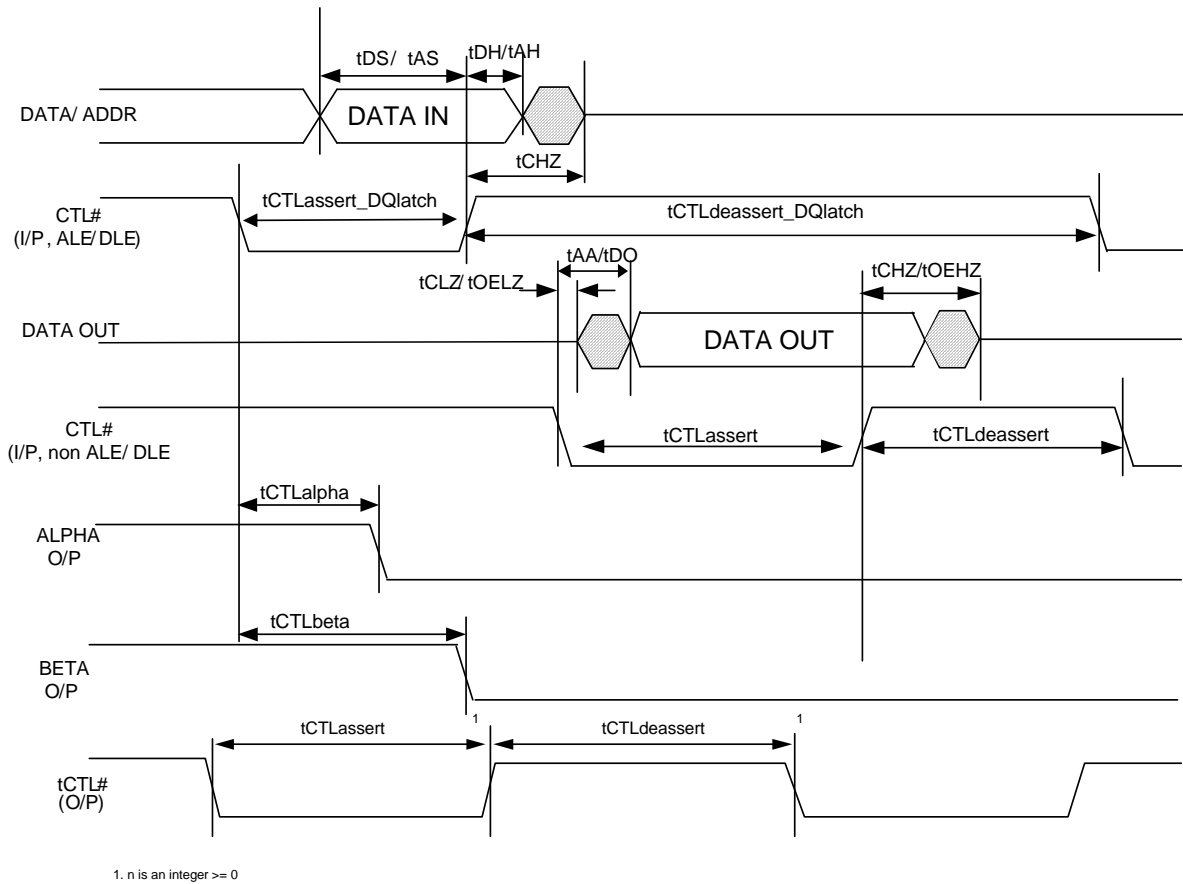 tDS/ tAS
tDH/tAH
DATA/ ADDR
DATA IN
tCHZ
tCTLassert_DQlatch
CTL#
(I/P, ALE/DLE)
tCTLdeassert_DQlatch
tAA/tDO
tCLZ/ tOELZ
tCHZ/tOEHZ
DATA OUT
DATA OUT
CTL#
(I/P, non ALE/ DLE
tCTLassert
tCTLdeassert
tCTLalpha
ALPHA
O/P
tCTLbeta
BETA
O/P
tCTLassert 1
tCTLdeassert 1
tCTL#
(O/P)
1. n is an integer >= 0